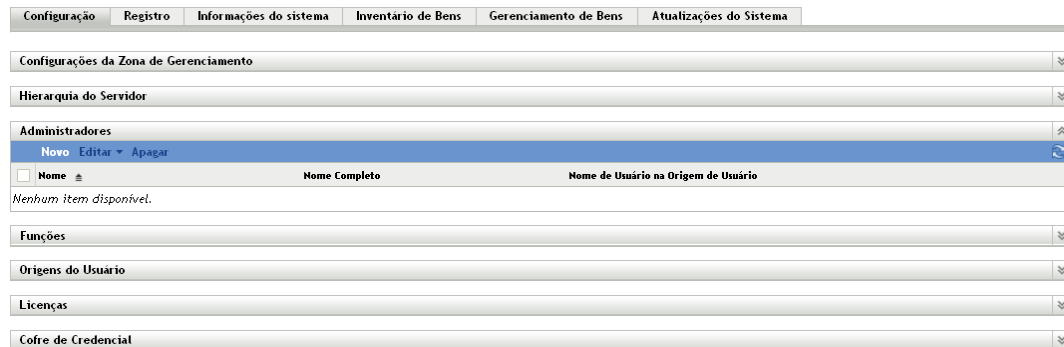 Configuração Registro Informações do sistema Inventário de Bens Gerenciamento de Bens Atualizações do Sistema
Configurações da Zona de Gerenciamento
Hierarquia do Servidor
Administradores
Novo Editar Apagar
Nome Nome Completo Nome de Usuário na Origem de Usuário
Nenhum item disponível.
Funções
Origens do Usuário
Licenças
Cofre de Credencial